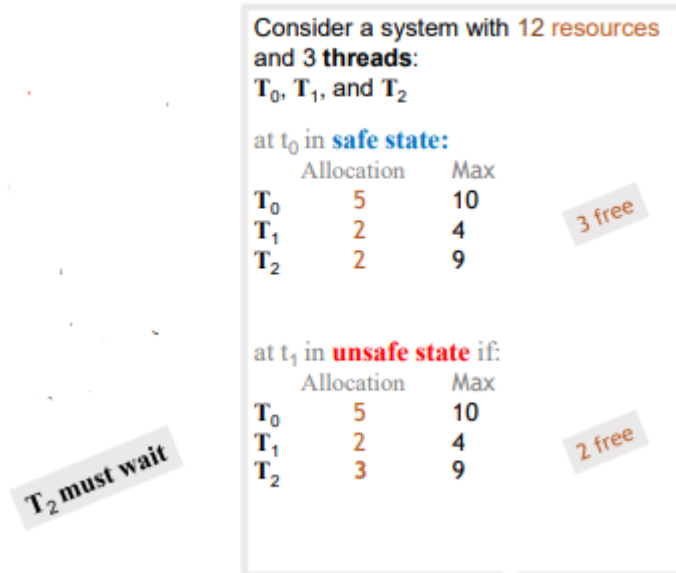 Consider a system with 12 resources
and 3 threads:
T₀, T₁, and T₂
at t₀ in safe state:
Allocation Max
T₀ 5 10
T₁ 2 4
T₂ 2 9
3 free
at t₁ in unsafe state if:
Allocation Max
T₀ 5 10
T₁ 2 4
T₂ 3 9
2 free
T₂ must wait